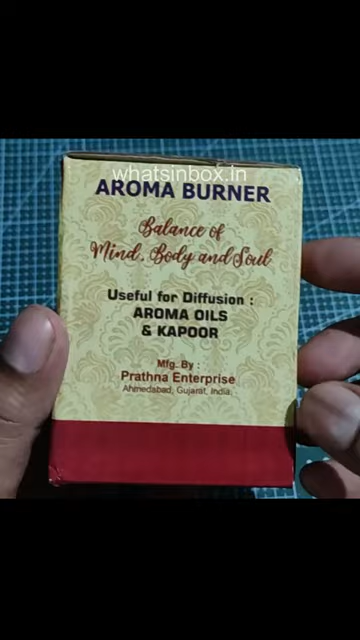 whatsinbox.in
AROMA BURNER
Balance of
Mind, Body and Soul
Useful for Diffusion :
AROMA OILS
& KAPOOR
Mfg. By :
Prathna Enterprise
Ahmedabad, Gujarat, India.